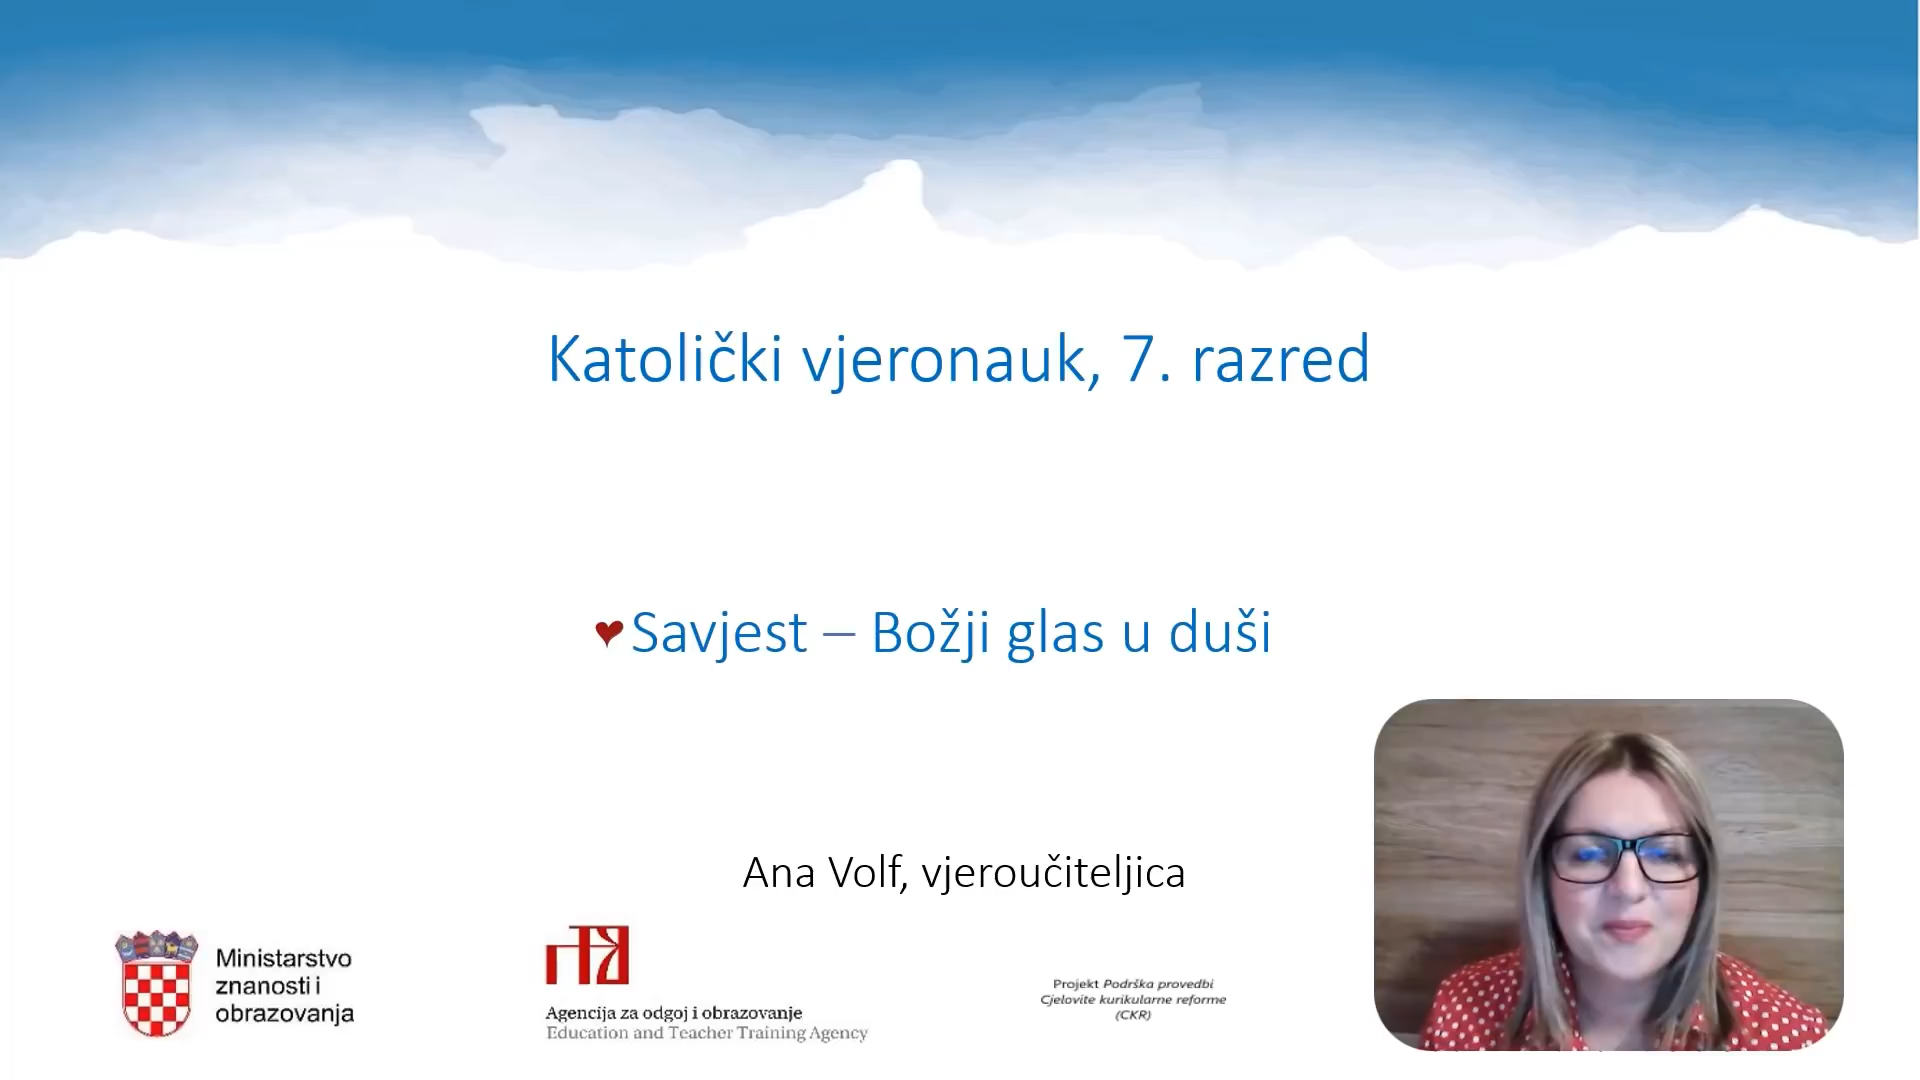 Katolički vjeronauk, 7. razred
Savjest – Božji glas u duši
Ana Volf, vjeroučiteljica
Ministarstvo
znanosti i
obrazovanja
Agencija za odgoj i obrazovanje
Education and Teacher Training Agency
Projekt Podrška provedbi
Cjelovite kurikularne reforme
(CKR)